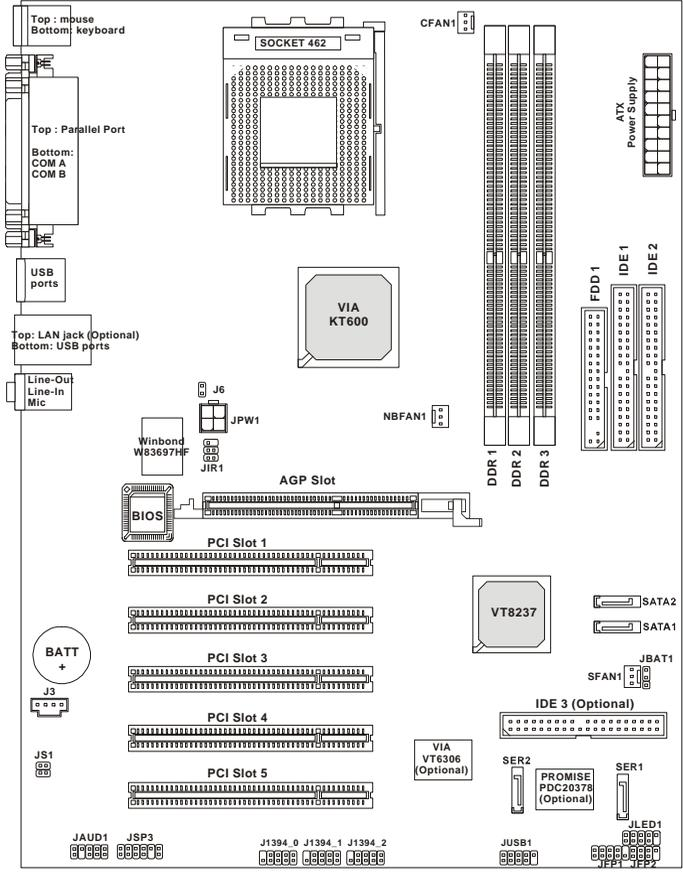 Top : mouse
Bottom: keyboard
CFAN1
SOCKET 462
ATX
Power Supply
Top : Parallel Port
Bottom:
COM A
COM B
USB
ports
VIA
KT600
FDD 1
IDE 1
IDE 2
Top: LAN jack (Optional)
Bottom: USB ports
Line-Out
Line-In
Mic
J6
JPW1
NBFAN1
Winbond
W83697HF
JIR1
DDR 1
DDR 2
DDR 3
AGP Slot
BIOS
PCI Slot 1
PCI Slot 2
VT8237
SATA2
SATA1
BATT
+
PCI Slot 3
JBAT1
SFAN1
J3
IDE 3 (Optional)
PCI Slot 4
VIA
VT6306
(Optional)
JS1
SER2
PROMISE
PDC20378
(Optional)
SER1
PCI Slot 5
JLED1
JAUD1
JSP3
J1394_0
J1394_1
J1394_2
JUSB1
JFP1
JFP2